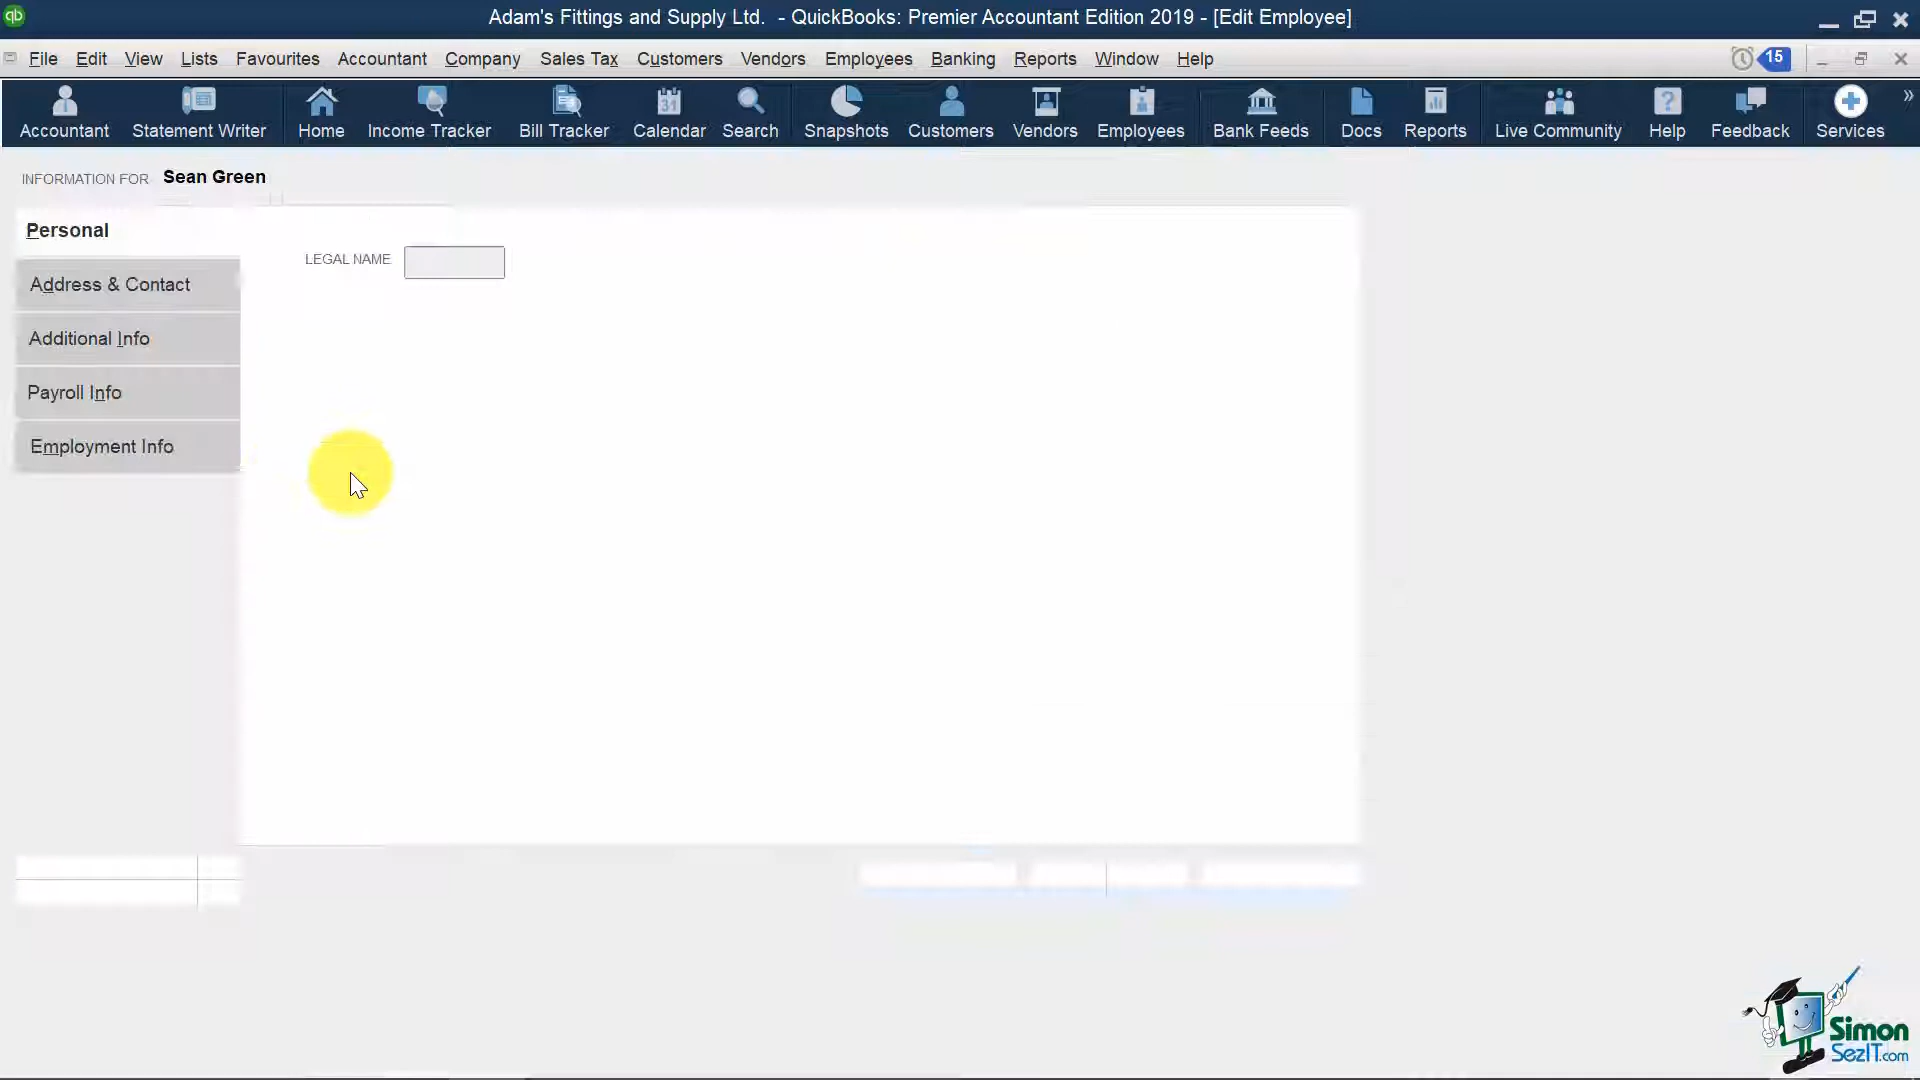 qb
Adam's Fittings and Supply Ltd. - QuickBooks: Premier Accountant Edition 2019 - [Edit Employee]
File Edit View Lists Favourites Accountant Company Sales Tax Customers Vendors Employees Banking Reports Window Help 15
31
Accountant Statement Writer Home Income Tracker Bill Tracker Calendar Search Snapshots Customers Vendors Employees Bank Feeds Docs Reports Live Community Help Feedback Services
INFORMATION FOR Sean Green
Personal
LEGAL NAME
Address & Contact
Additional Info
Payroll Info
Employment Info
Simon
SezIT.com